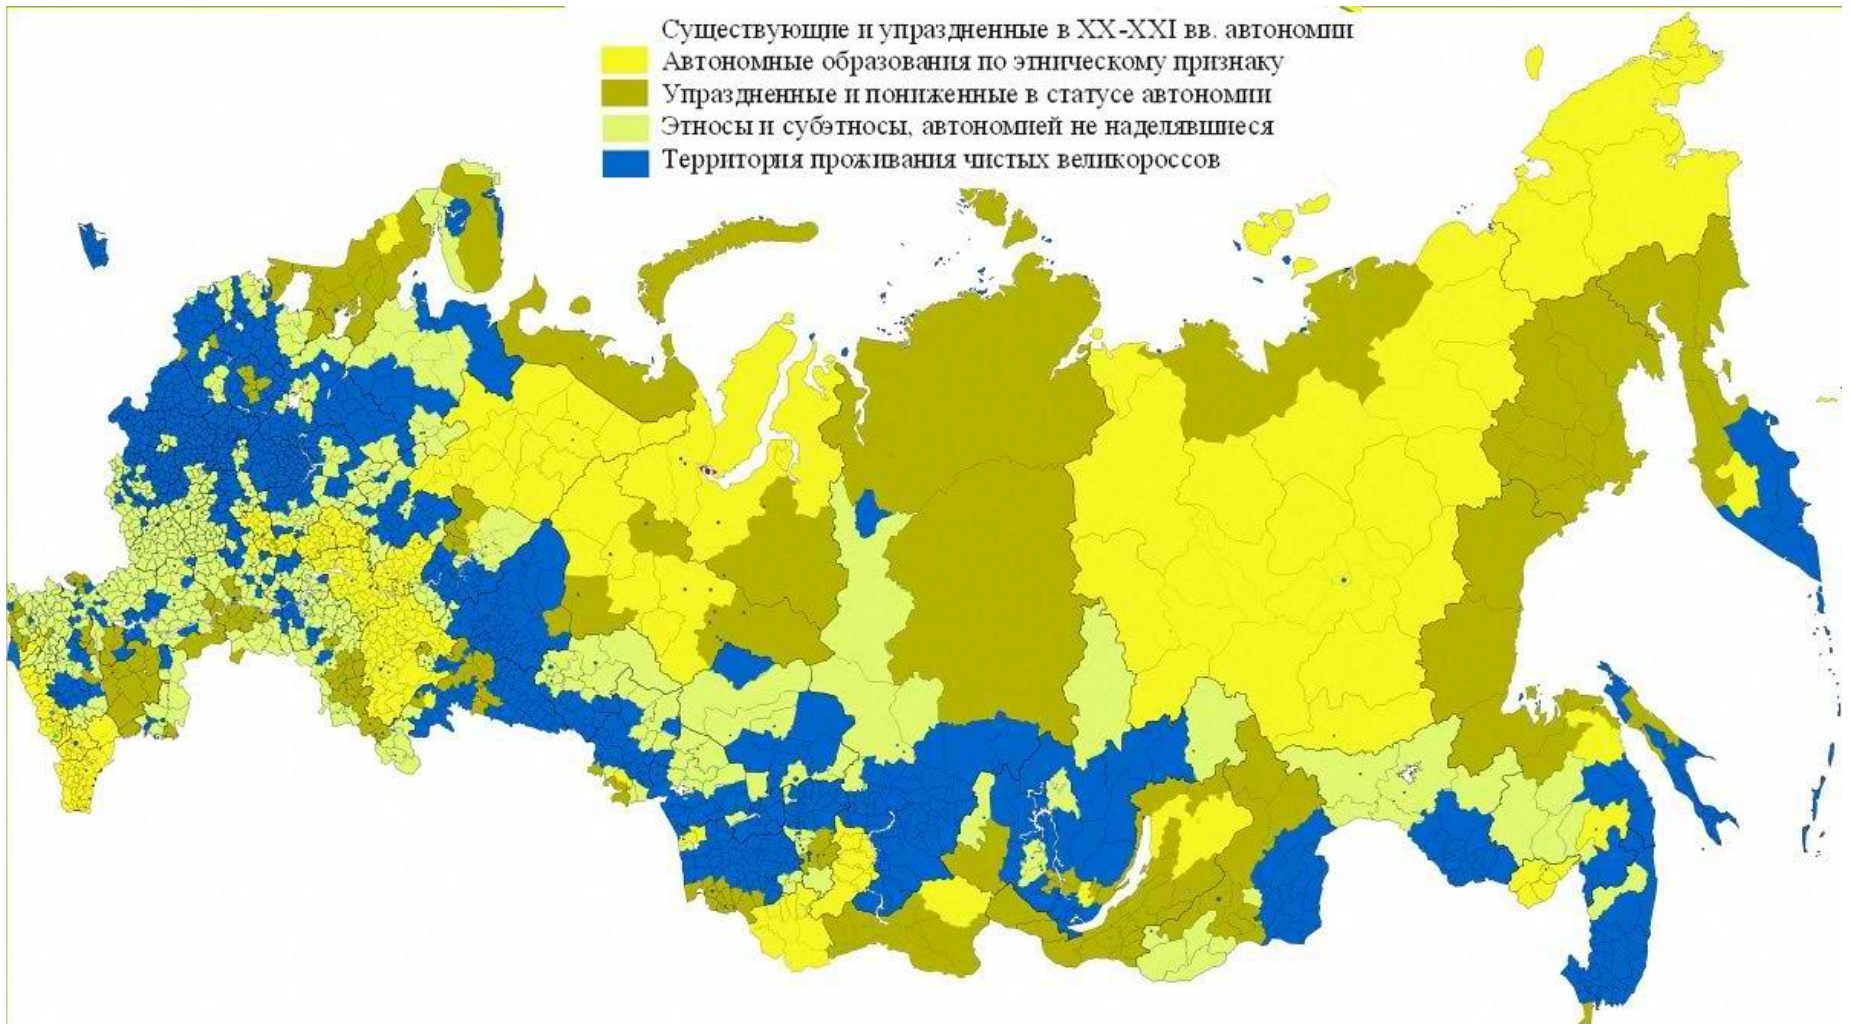 Существующие и упраздненные в XX-XXI вв. автономии
Автономные образования по этническому признаку
Упраздненные и пониженные в статусе автономии
Этносы и субэтносы, автономией не наделявшиеся
Территория проживания чистых великороссов